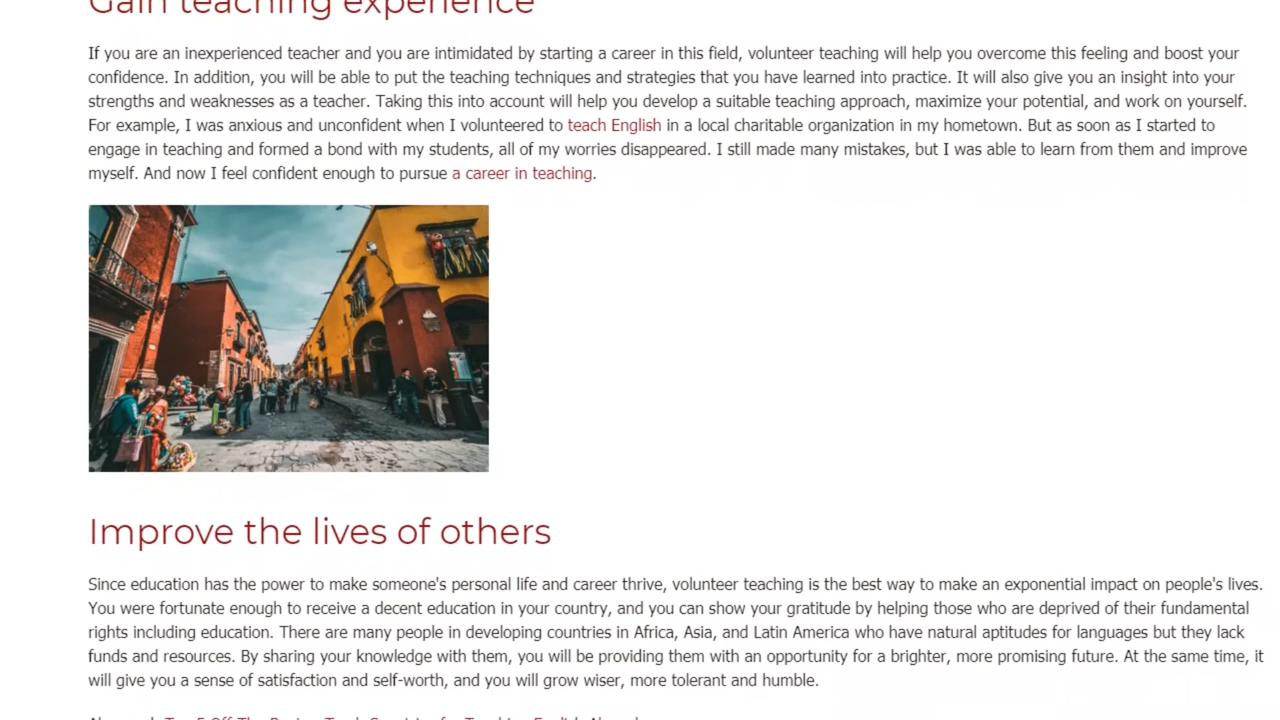 Gain teaching experience
If you are an inexperienced teacher and you are intimidated by starting a career in this field, volunteer teaching will help you overcome this feeling and boost your
confidence. In addition, you will be able to put the teaching techniques and strategies that you have learned into practice. It will also give you an insight into your
strengths and weaknesses as a teacher. Taking this into account will help you develop a suitable teaching approach, maximize your potential, and work on yourself.
For example, I was anxious and unconfident when I volunteered to teach English in a local charitable organization in my hometown. But as soon as I started to
engage in teaching and formed a bond with my students, all of my worries disappeared. I still made many mistakes, but I was able to learn from them and improve
myself. And now I feel confident enough to pursue a career in teaching.
Improve the lives of others
Since education has the power to make someone's personal life and career thrive, volunteer teaching is the best way to make an exponential impact on people's lives.
You were fortunate enough to receive a decent education in your country, and you can show your gratitude by helping those who are deprived of their fundamental
rights including education. There are many people in developing countries in Africa, Asia, and Latin America who have natural aptitudes for languages but they lack
funds and resources. By sharing your knowledge with them, you will be providing them with an opportunity for a brighter, more promising future. At the same time, it
will give you a sense of satisfaction and self-worth, and you will grow wiser, more tolerant and humble.